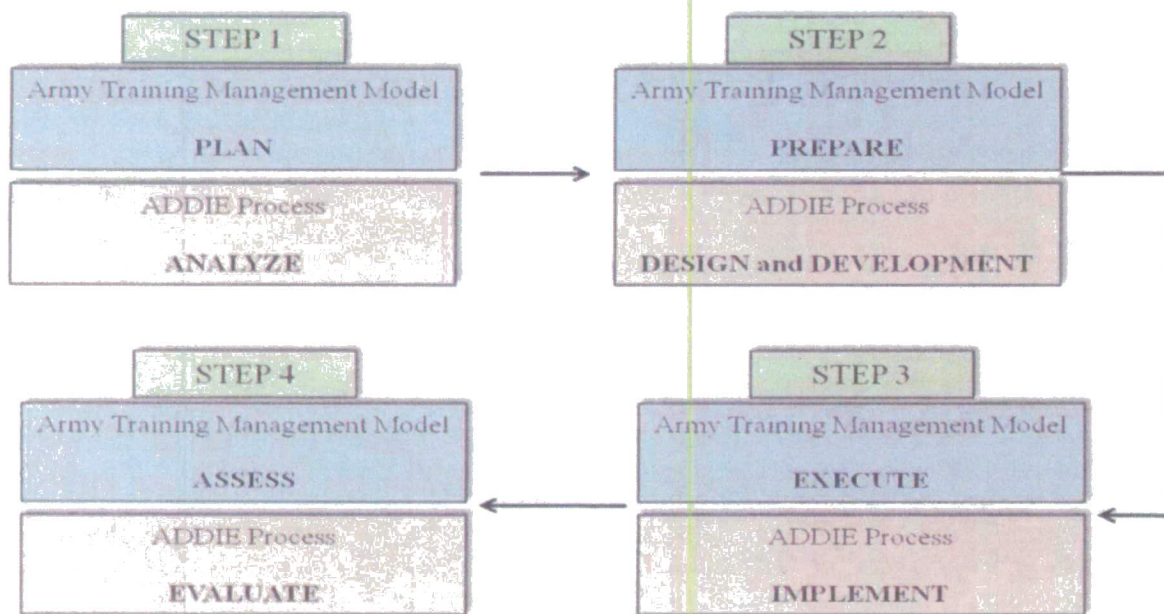 STEP 1
Army Training Management Model
PLAN
ADDIE Process
ANALYZE
STEP 2
Army Training Management Model
PREPARE
ADDIE Process
DESIGN and DEVELOPMENT
STEP 3
Army Training Management Model
EXECUTE
ADDIE Process
IMPLEMENT
STEP 4
Army Training Management Model
ASSESS
ADDIE Process
EVALUATE